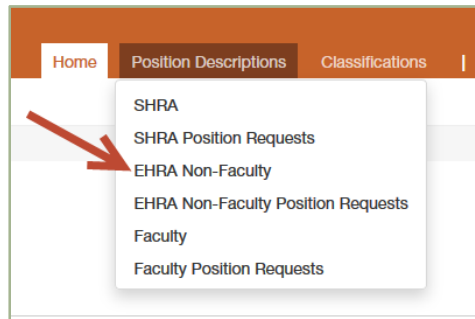 Home Position Descriptions Classifications |
SHRA
SHRA Position Requests
EHRA Non-Faculty
EHRA Non-Faculty Position Requests
Faculty
Faculty Position Requests